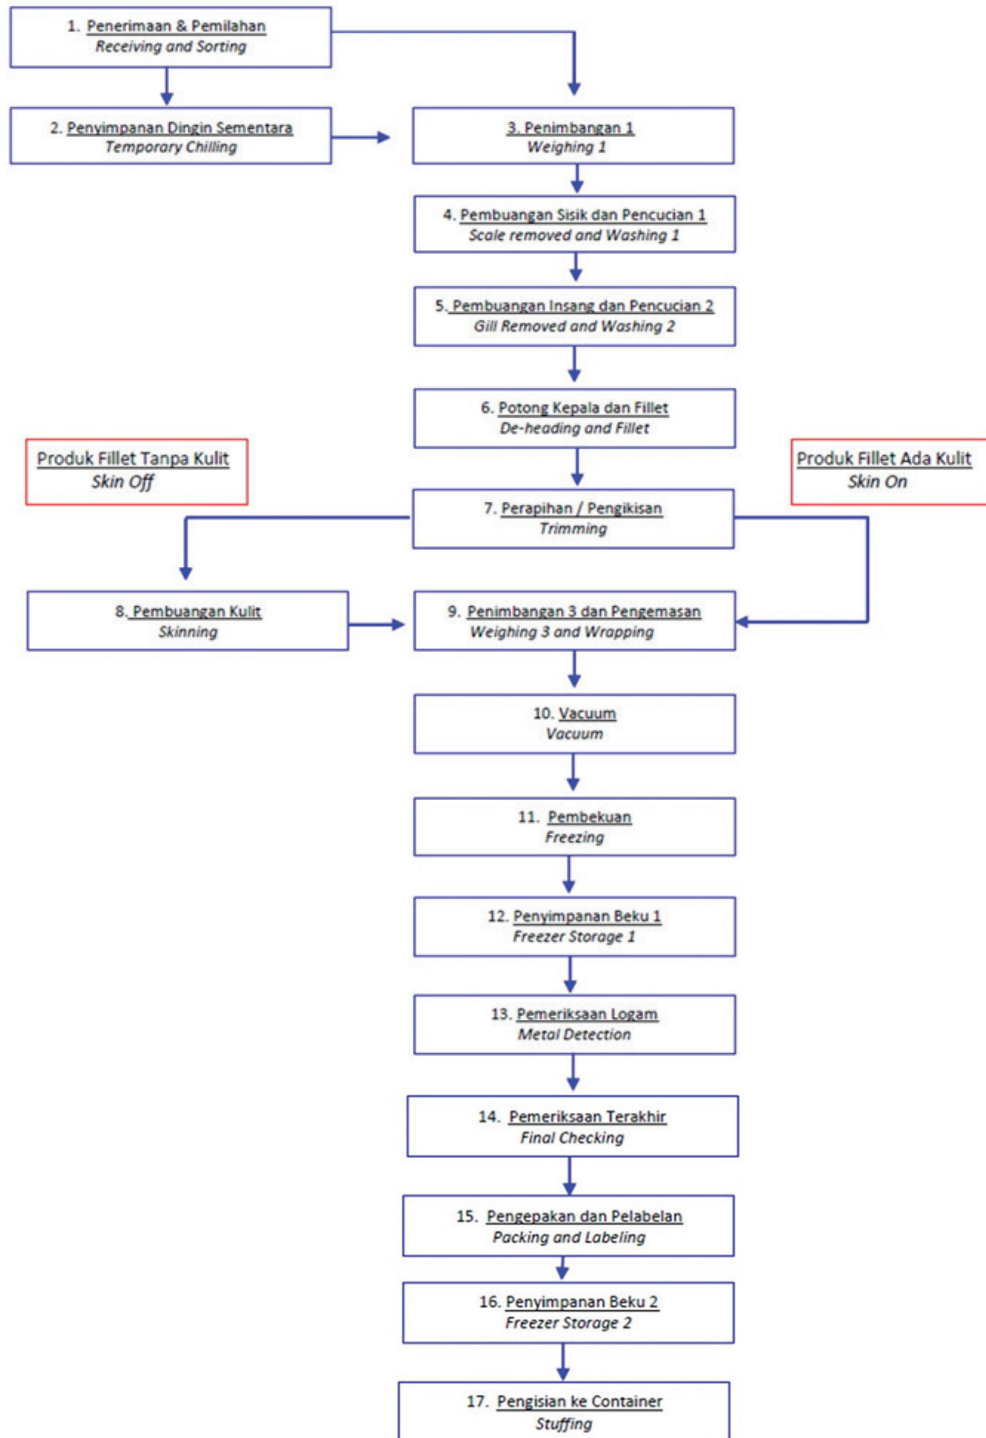 1. Penerimaan & Pemilahan
Receiving and Sorting
2. Penyimpanan Dingin Sementara
Temporary Chilling
3. Penimbangan 1
Weighing 1
4. Pembuangan Sisik dan Pencucian 1
Scale removed and Washing 1
5. Pembuangan Insang dan Pencucian 2
Gill Removed and Washing 2
6. Potong Kepala dan Fillet
De-heading and Fillet
Produk Fillet Tanpa Kulit
Skin Off
Produk Fillet Ada Kulit
Skin On
7. Perapihan / Pengikisan
Trimming
8. Pembuangan Kulit
Skinning
9. Penimbangan 3 dan Pengemasan
Weighing 3 and Wrapping
10. Vacuum
Vacuum
11. Pembekuan
Freezing
12. Penyimpanan Beku 1
Freezer Storage 1
13. Pemeriksaan Logam
Metal Detection
14. Pemeriksaan Terakhir
Final Checking
15. Pengepakan dan Pelabelan
Packing and Labeling
16. Penyimpanan Beku 2
Freezer Storage 2
17. Pengisian ke Container
Stuffing